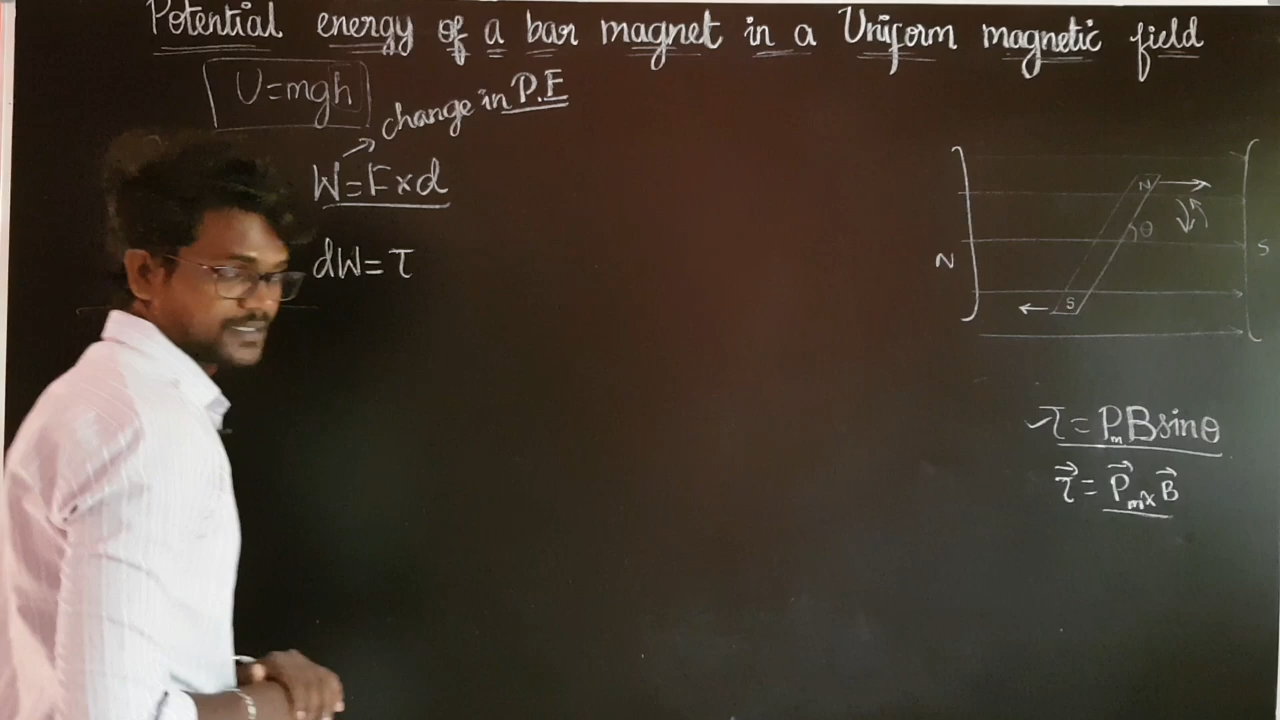 Potential energy of a bar magnet in a Uniform magnetic field
U=mgh
change in P.E
W=F×d
dW=τ
N
θ
N
S
S
τ=PₘBsinθ
τ⃗=P⃗ₘ×B⃗